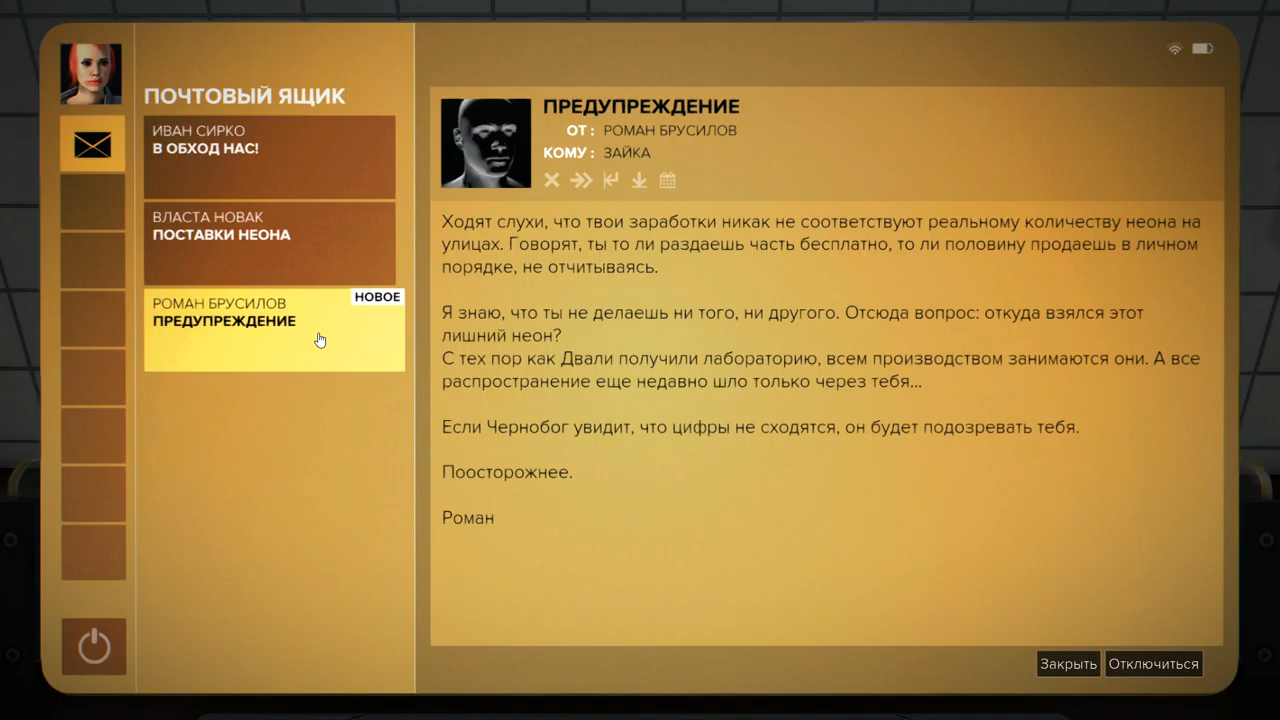 ПОЧТОВЫЙ ЯЩИК
ИВАН СИРКО
В ОБХОД НАС!
ВЛАСТА НОВАК
ПОСТАВКИ НЕОНА
НОВОЕ
РОМАН БРУСИЛОВ
ПРЕДУПРЕЖДЕНИЕ
ПРЕДУПРЕЖДЕНИЕ
ОТ : РОМАН БРУСИЛОВ
КОМУ : ЗАЙКА
Ходят слухи, что твои заработки никак не соответствуют реальному количеству неона на
улицах. Говорят, ты то ли раздаешь часть бесплатно, то ли половину продаешь в личном
порядке, не отчитываясь.
Я знаю, что ты не делаешь ни того, ни другого. Отсюда вопрос: откуда взялся этот
лишний неон?
С тех пор как Двали получили лабораторию, всем производством занимаются они. А все
распространение еще недавно шло только через тебя...
Если Чернобог увидит, что цифры не сходятся, он будет подозревать тебя.
Поосторожнее.
Роман
Закрыть
Отключиться